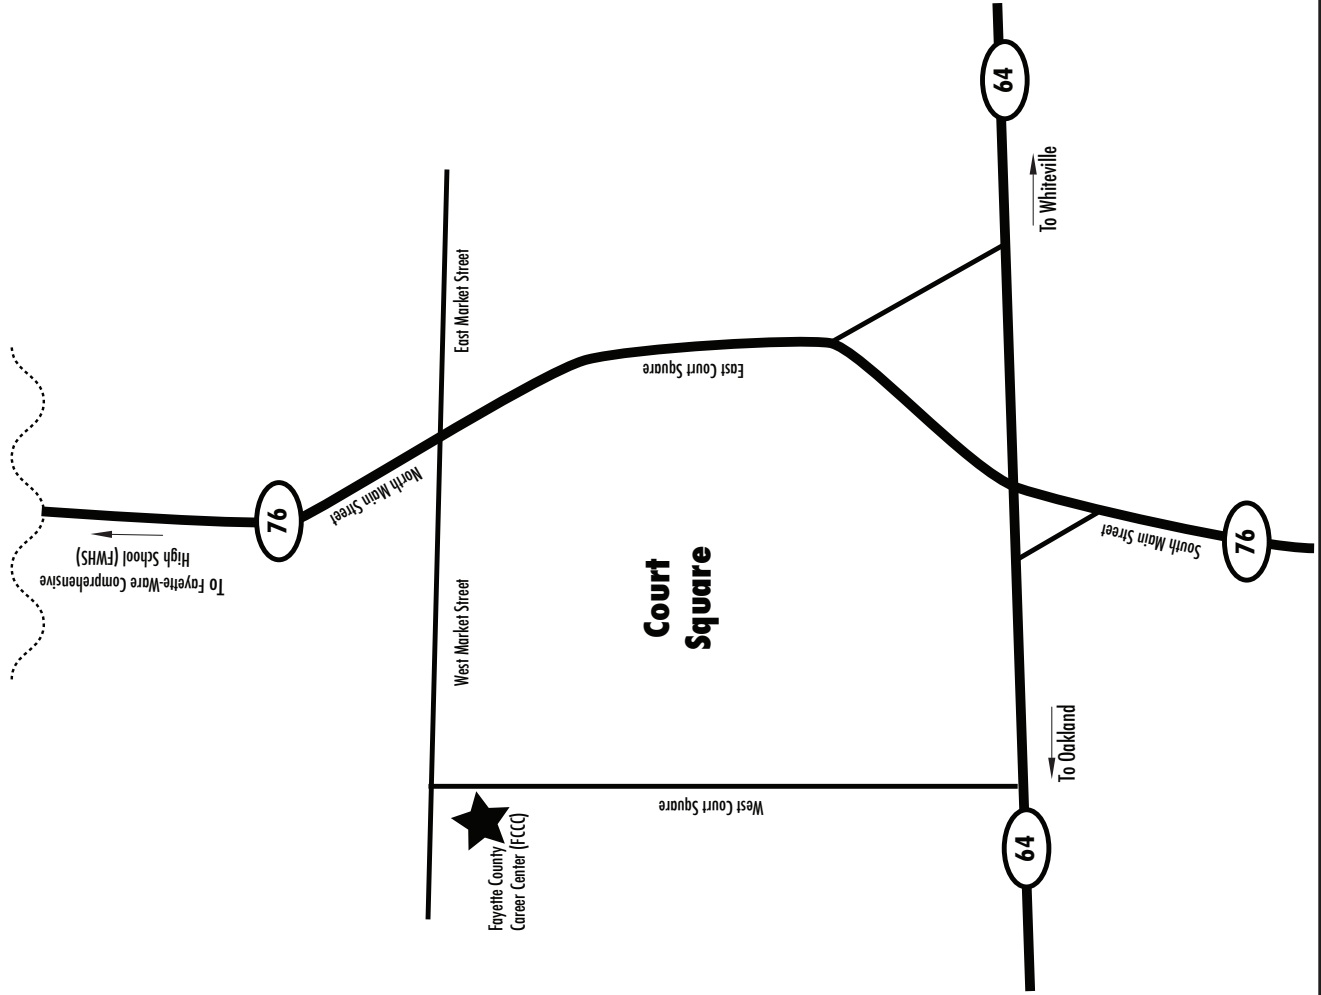 To Fayette-Ware Comprehensive
High School (FWHS)
76
North Main Street
West Market Street
East Market Street
Fayette County
Career Center (FCCC)
West Court Square
Court
Square
East Court Square
64
To Oakland
To Whiteville
64
South Main Street
76